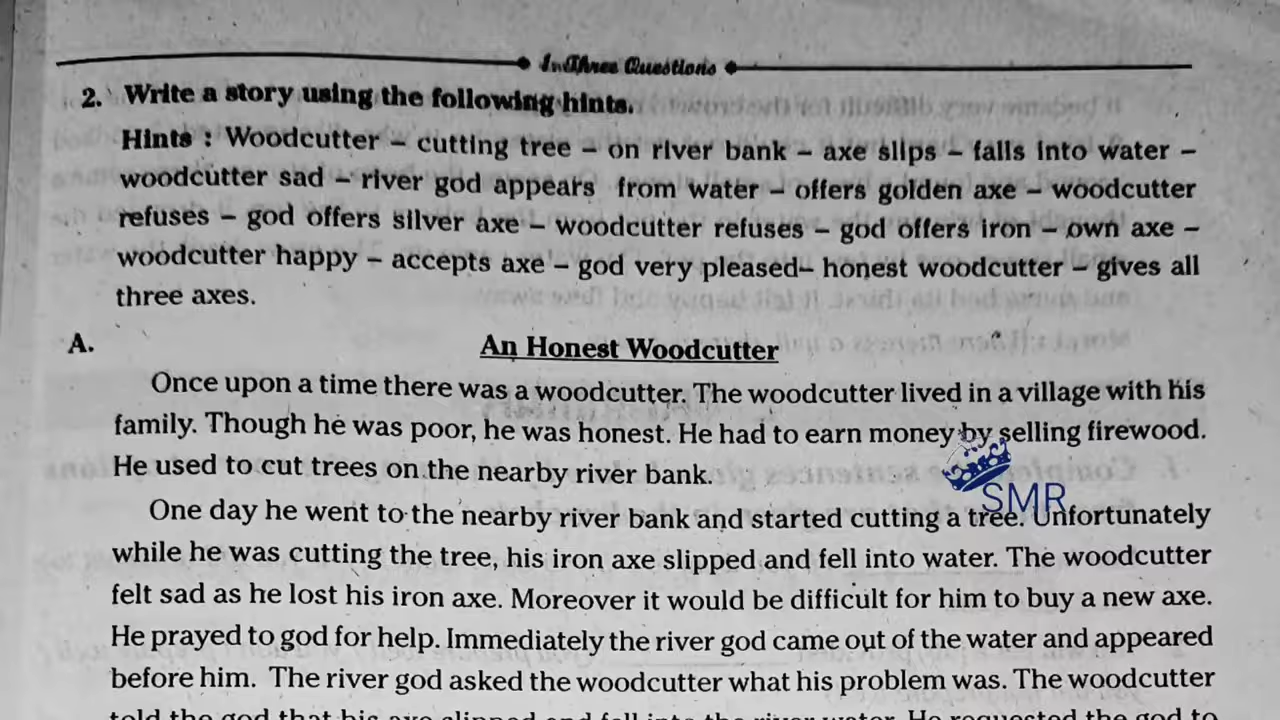 Three Questions
2. Write a story using the following hints.
Hints : Woodcutter – cutting tree – on river bank – axe slips – falls into water –
woodcutter sad – river god appears from water – offers golden axe – woodcutter
refuses – god offers silver axe – woodcutter refuses – god offers iron – own axe –
woodcutter happy – accepts axe – god very pleased– honest woodcutter – gives all
three axes.
A. An Honest Woodcutter
Once upon a time there was a woodcutter. The woodcutter lived in a village with his
family. Though he was poor, he was honest. He had to earn money by selling firewood.
He used to cut trees on the nearby river bank.
SMR
One day he went to the nearby river bank and started cutting a tree. Unfortunately
while he was cutting the tree, his iron axe slipped and fell into water. The woodcutter
felt sad as he lost his iron axe. Moreover it would be difficult for him to buy a new axe.
He prayed to god for help. Immediately the river god came out of the water and appeared
before him. The river god asked the woodcutter what his problem was. The woodcutter
told the god that his axe slipped and fell into the river water. He requested the god to